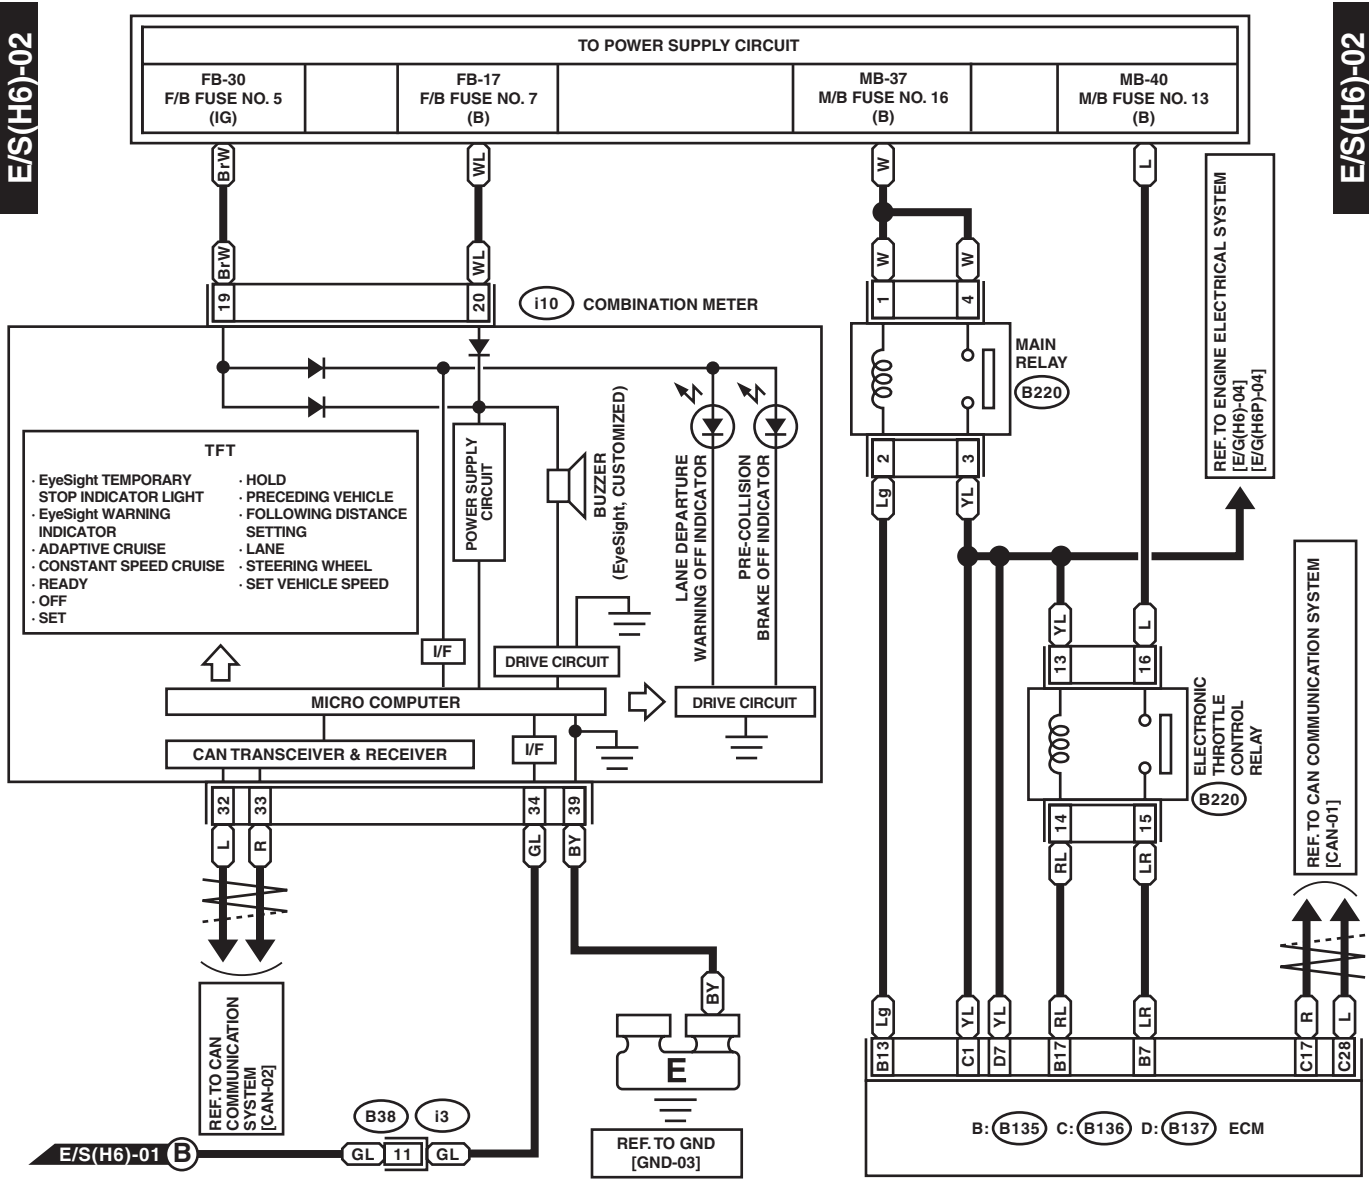 E/S(H6)-02
E/S(H6)-02
TO POWER SUPPLY CIRCUIT
FB-30
F/B FUSE NO. 5
(IG)
FB-17
F/B FUSE NO. 7
(B)
MB-37
M/B FUSE NO. 16
(B)
MB-40
M/B FUSE NO. 13
(B)
BrW
WL
W
L
BrW
WL
W
W
19
20
i10
COMBINATION METER
1
4
MAIN
RELAY
B220
2
3
Lg
YL
REF. TO ENGINE ELECTRICAL SYSTEM
[E/G(H6)-04]
[E/G(H6P)-04]
TFT
· EyeSight TEMPORARY
STOP INDICATOR LIGHT
· EyeSight WARNING
INDICATOR
· ADAPTIVE CRUISE
· CONSTANT SPEED CRUISE
· READY
· OFF
· SET
· HOLD
· PRECEDING VEHICLE
· FOLLOWING DISTANCE
SETTING
· LANE
· STEERING WHEEL
· SET VEHICLE SPEED
POWER SUPPLY
CIRCUIT
BUZZER
(EyeSight, CUSTOMIZED)
LANE DEPARTURE
WARNING OFF INDICATOR
PRE-COLLISION
BRAKE OFF INDICATOR
I/F
DRIVE CIRCUIT
MICRO COMPUTER
DRIVE CIRCUIT
CAN TRANSCEIVER & RECEIVER
I/F
YL
L
13
16
ELECTRONIC
THROTTLE
CONTROL
RELAY
B220
14
15
RL
LR
REF. TO CAN COMMUNICATION SYSTEM
[CAN-01]
32
33
34
39
L
R
GL
BY
REF. TO CAN
COMMUNICATION
SYSTEM
[CAN-02]
BY
E
REF. TO GND
[GND-03]
B38
i3
E/S(H6)-01
B
GL
11
GL
Lg
YL
YL
RL
LR
R
L
B13
C1
D7
B17
B7
C17
C28
B: B135 C: B136 D: B137 ECM